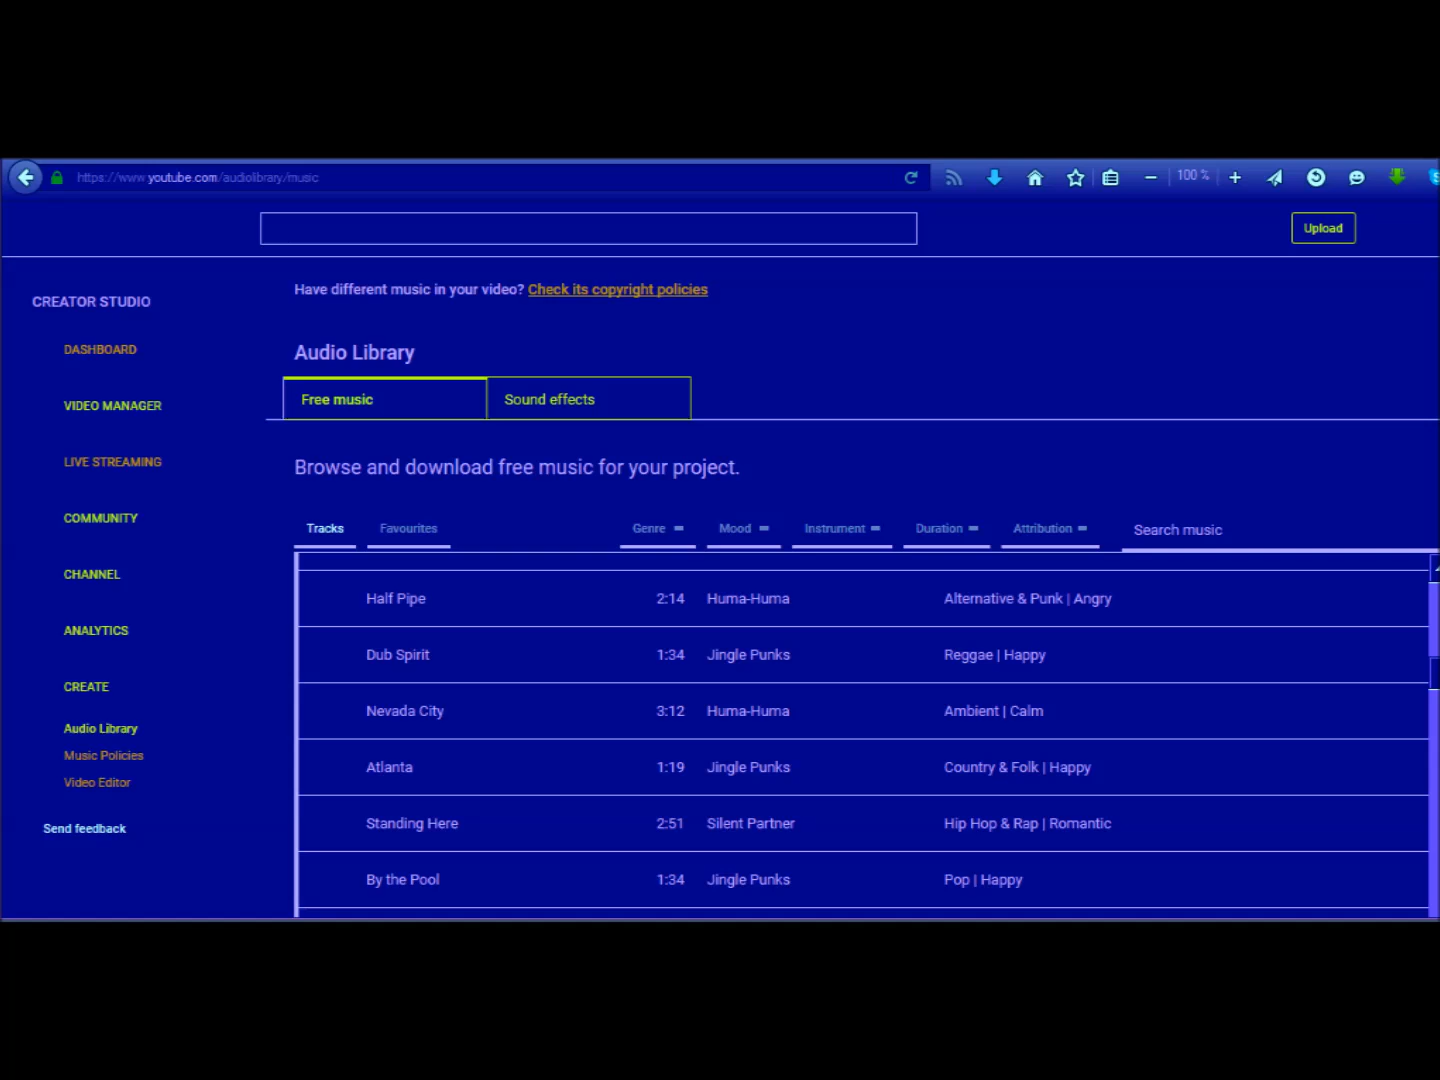 https://www.youtube.com/audiolibrary/music
100 %
Upload
Have different music in your video? Check its copyright policies
CREATOR STUDIO
DASHBOARD
VIDEO MANAGER
LIVE STREAMING
COMMUNITY
CHANNEL
ANALYTICS
CREATE
Audio Library
Music Policies
Video Editor
Send feedback
Audio Library
Free music Sound effects
Browse and download free music for your project.
Tracks Favourites Genre Mood Instrument Duration Attribution Search music
Half Pipe 2:14 Huma-Huma Alternative & Punk | Angry
Dub Spirit 1:34 Jingle Punks Reggae | Happy
Nevada City 3:12 Huma-Huma Ambient | Calm
Atlanta 1:19 Jingle Punks Country & Folk | Happy
Standing Here 2:51 Silent Partner Hip Hop & Rap | Romantic
By the Pool 1:34 Jingle Punks Pop | Happy